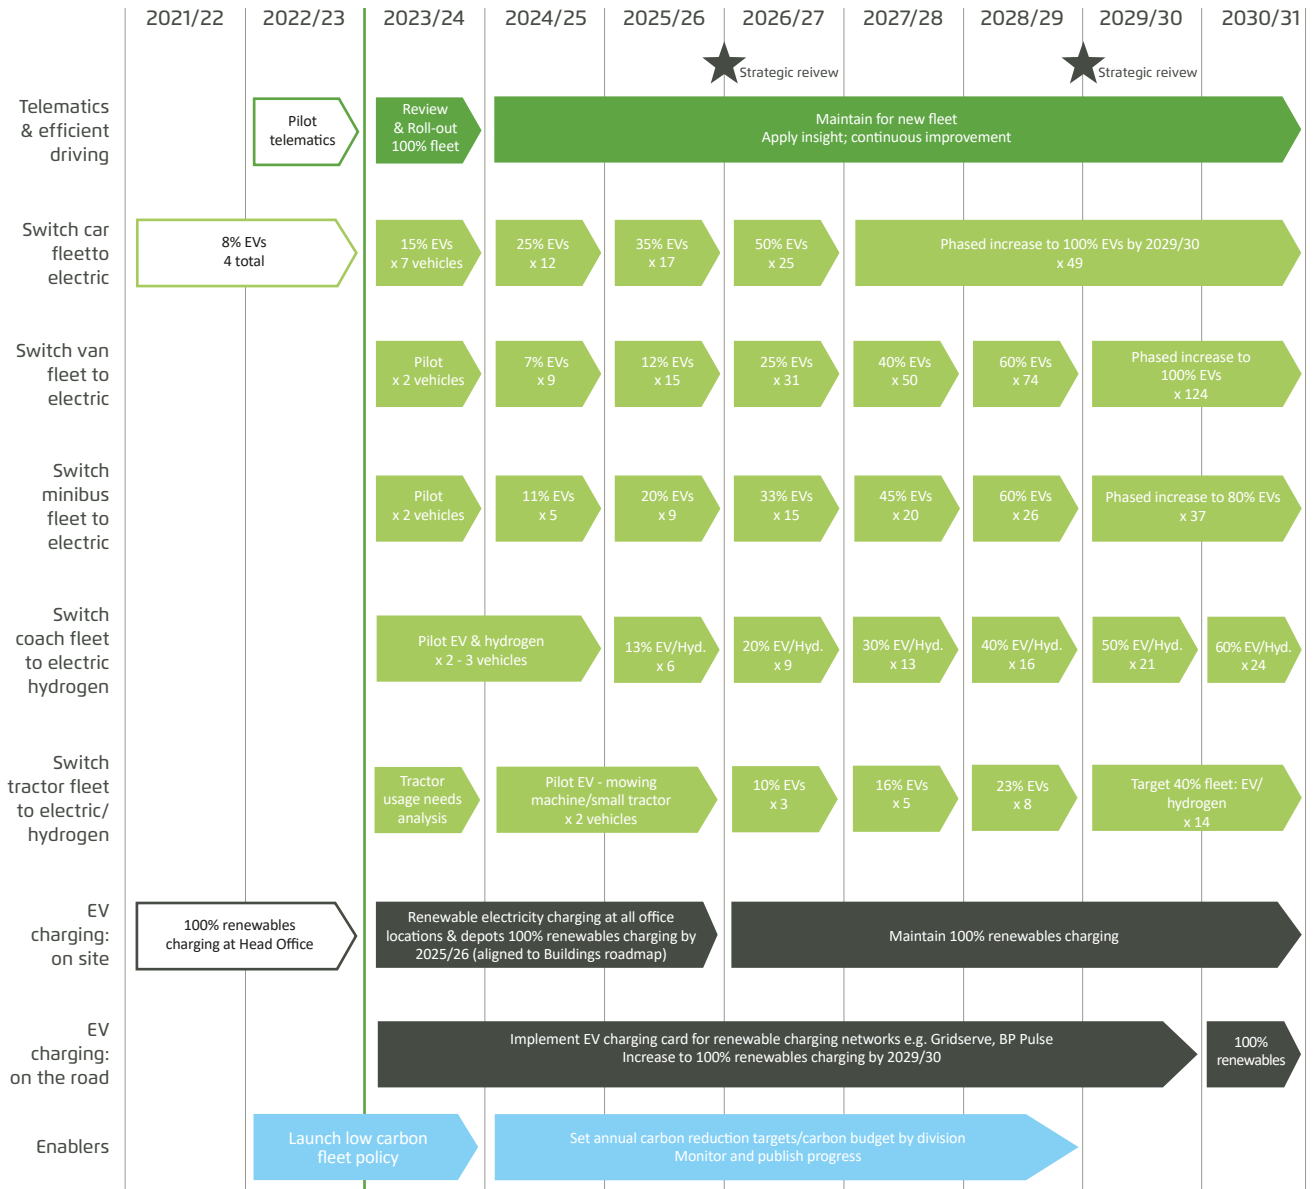 2021/22 2022/23 2023/24 2024/25 2025/26 2026/27 2027/28 2028/29 2029/30 2030/31
Strategic reivew
Strategic reivew
Telematics
& efficient
driving
Pilot
telematics
Review
& Roll-out
100% fleet
Maintain for new fleet
Apply insight; continuous improvement
Switch car
fleetto
electric
8% EVs
4 total
15% EVs
x 7 vehicles
25% EVs
x 12
35% EVs
x 17
50% EVs
x 25
Phased increase to 100% EVs by 2029/30
x 49
Switch van
fleet to
electric
Pilot
x 2 vehicles
7% EVs
x 9
12% EVs
x 15
25% EVs
x 31
40% EVs
x 50
60% EVs
x 74
Phased increase to
100% EVs
x 124
Switch
minibus
fleet to
electric
Pilot
x 2 vehicles
11% EVs
x 5
20% EVs
x 9
33% EVs
x 15
45% EVs
x 20
60% EVs
x 26
Phased increase to 80% EVs
x 37
Switch
coach fleet
to electric
hydrogen
Pilot EV & hydrogen
x 2 - 3 vehicles
13% EV/Hyd.
x 6
20% EV/Hyd.
x 9
30% EV/Hyd.
x 13
40% EV/Hyd.
x 16
50% EV/Hyd.
x 21
60% EV/Hyd.
x 24
Switch
tractor fleet
to electric/
hydrogen
Tractor
usage needs
analysis
Pilot EV - mowing
machine/small tractor
x 2 vehicles
10% EVs
x 3
16% EVs
x 5
23% EVs
x 8
Target 40% fleet: EV/
hydrogen
x 14
EV
charging:
on site
100% renewables
charging at Head Office
Renewable electricity charging at all office
locations & depots 100% renewables charging by
2025/26 (aligned to Buildings roadmap)
Maintain 100% renewables charging
EV
charging:
on the road
Implement EV charging card for renewable charging networks e.g. Gridserve, BP Pulse
Increase to 100% renewables charging by 2029/30
100%
renewables
Enablers
Launch low carbon
fleet policy
Set annual carbon reduction targets/carbon budget by division
Monitor and publish progress